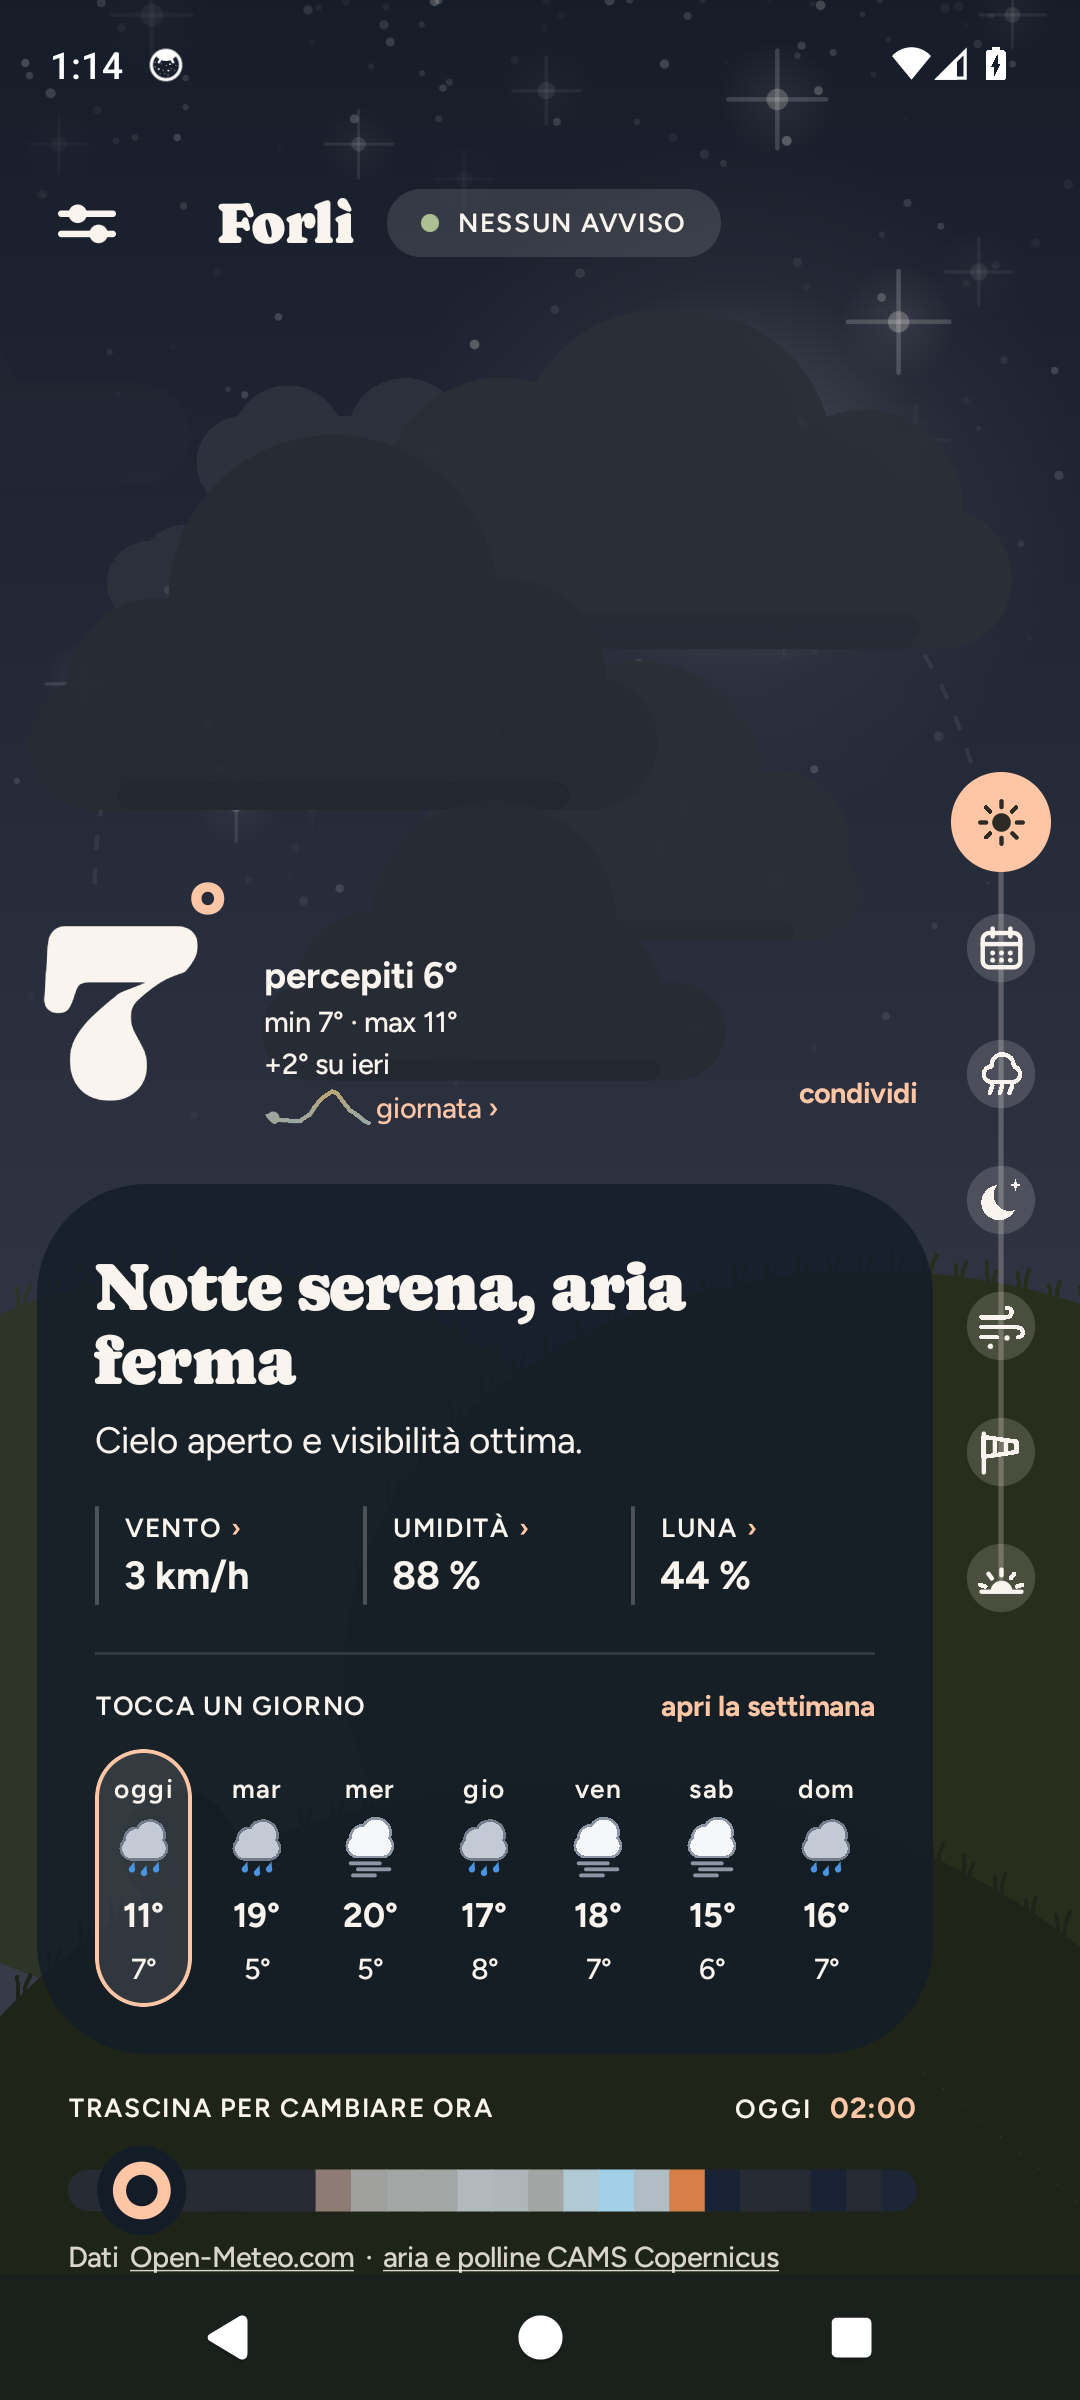 1:14
Forlì
NESSUN AVVISO
7°
percepiti 6°
min 7° · max 11°
+2° su ieri
giornata ›
condividi
Notte serena, aria
ferma
Cielo aperto e visibilità ottima.
VENTO › UMIDITÀ › LUNA ›
3 km/h 88 % 44 %
TOCCA UN GIORNO apri la settimana
oggi mar mer gio ven sab dom
11° 19° 20° 17° 18° 15° 16°
7° 5° 5° 8° 7° 6° 7°
TRASCINA PER CAMBIARE ORA OGGI 02:00
Dati Open-Meteo.com · aria e polline CAMS Copernicus